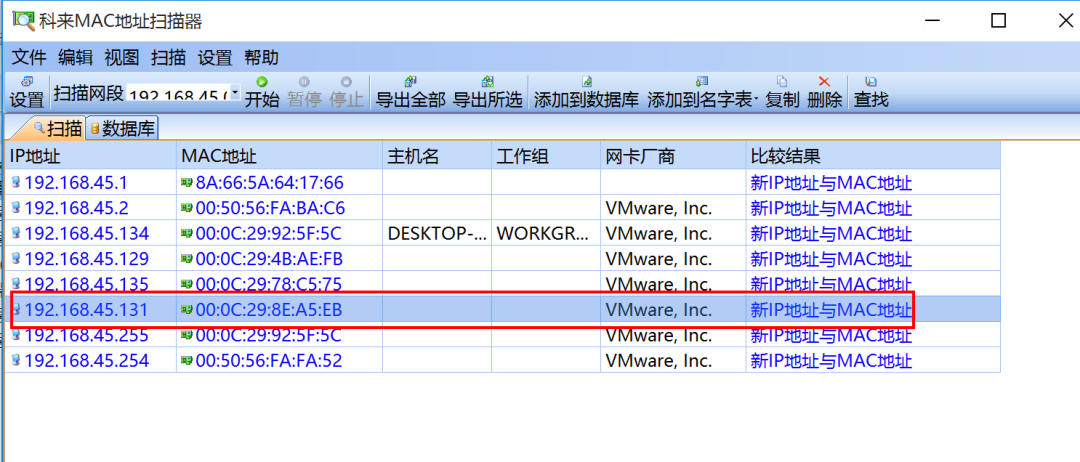 科来MAC地址扫描器
文件 编辑 视图 扫描 设置 帮助
设置 扫描网段 192.168.45.( 开始 暂停 停止 导出全部 导出所选 添加到数据库 添加到名字表 复制 删除 查找
扫描 数据库
IP地址 MAC地址 主机名 工作组 网卡厂商 比较结果
192.168.45.1 8A:66:5A:64:17:66 新IP地址与MAC地址
192.168.45.2 00:50:56:FA:BA:C6 VMware, Inc. 新IP地址与MAC地址
192.168.45.134 00:0C:29:92:5F:5C DESKTOP-... WORKGR... VMware, Inc. 新IP地址与MAC地址
192.168.45.129 00:0C:29:4B:AE:FB VMware, Inc. 新IP地址与MAC地址
192.168.45.135 00:0C:29:78:C5:75 VMware, Inc. 新IP地址与MAC地址
192.168.45.131 00:0C:29:8E:A5:EB VMware, Inc. 新IP地址与MAC地址
192.168.45.255 00:0C:29:92:5F:5C VMware, Inc. 新IP地址与MAC地址
192.168.45.254 00:50:56:FA:FA:52 VMware, Inc. 新IP地址与MAC地址